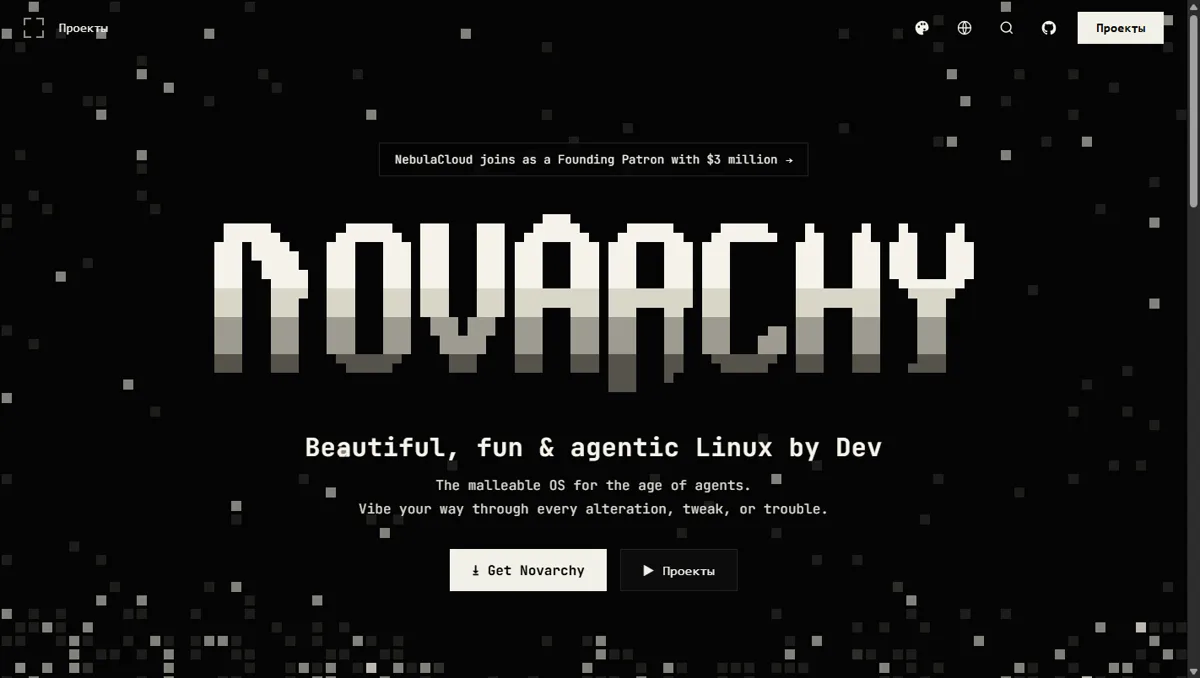 Проекты
Проекты
NebulaCloud joins as a Founding Patron with $3 million →
NOVARCHY
Beautiful, fun & agentic Linux by Dev
The malleable OS for the age of agents.
Vibe your way through every alteration, tweak, or trouble.
Get Novarchy
Проекты